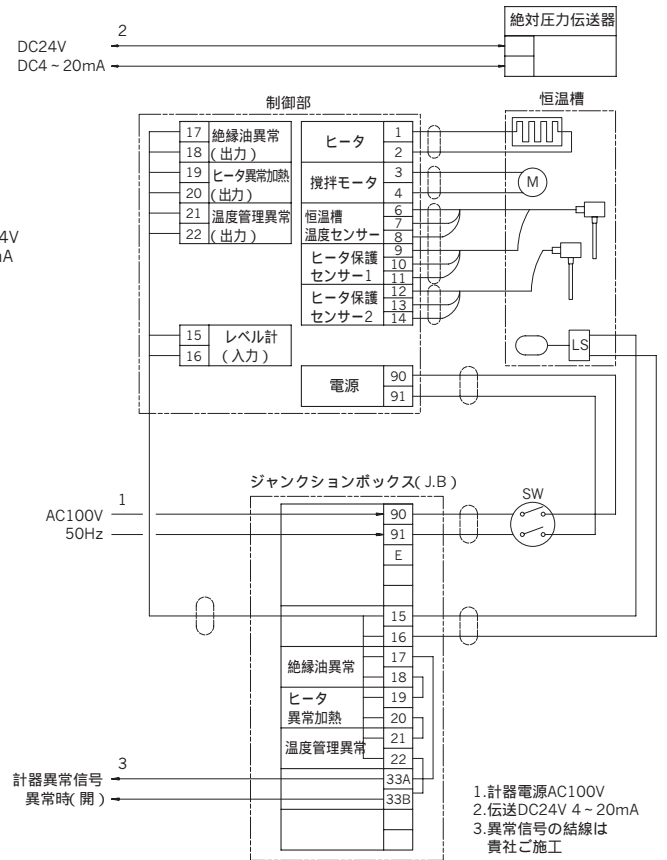 絶対圧力伝送器
2
DC24V
DC4～20mA
制御部
恒温槽
17 絶縁油異常
18 (出力)
19 ヒータ異常加熱
20 (出力)
21 温度管理異常
22 (出力)
ヒータ 1
2
撹拌モータ 3
4
恒温槽 6
温度センサー 7
8
ヒータ保護 9
センサー1 10
11
ヒータ保護 12
センサー2 13
14
M
4V
mA
15 レベル計
16 (入力)
LS
電源 90
91
ジャンクションボックス(J.B)
SW
1
AC100V
50Hz
90
91
E
15
16
絶縁油異常 17
18
ヒータ 19
異常加熱 20
温度管理異常 21
22
3
計器異常信号 33A
異常時(開) 33B
1.計器電源AC100V
2.伝送DC24V 4～20mA
3.異常信号の結線は
貴社ご施工